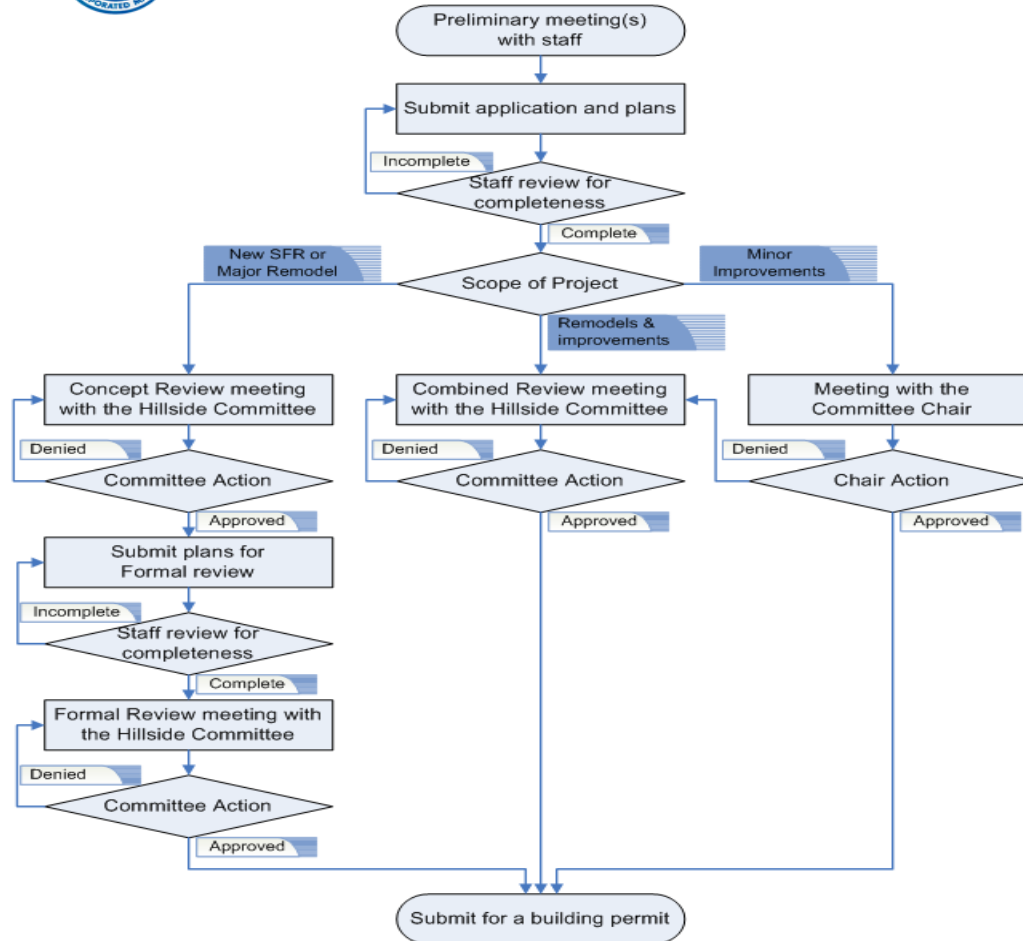 PORATED A
Preliminary meeting(s)
with staff
Submit application and plans
Incomplete
Staff review for
completeness
Complete
New SFR or
Major Remodel
Minor
Improvements
Scope of Project
Remodels &
improvements
Concept Review meeting
with the Hillside Committee
Combined Review meeting
with the Hillside Committee
Meeting with the
Committee Chair
Denied
Denied
Denied
Committee Action
Committee Action
Chair Action
Approved
Approved
Approved
Submit plans for
Formal review
Incomplete
Staff review for
completeness
Complete
Formal Review meeting with
the Hillside Committee
Denied
Committee Action
Approved
Submit for a building permit